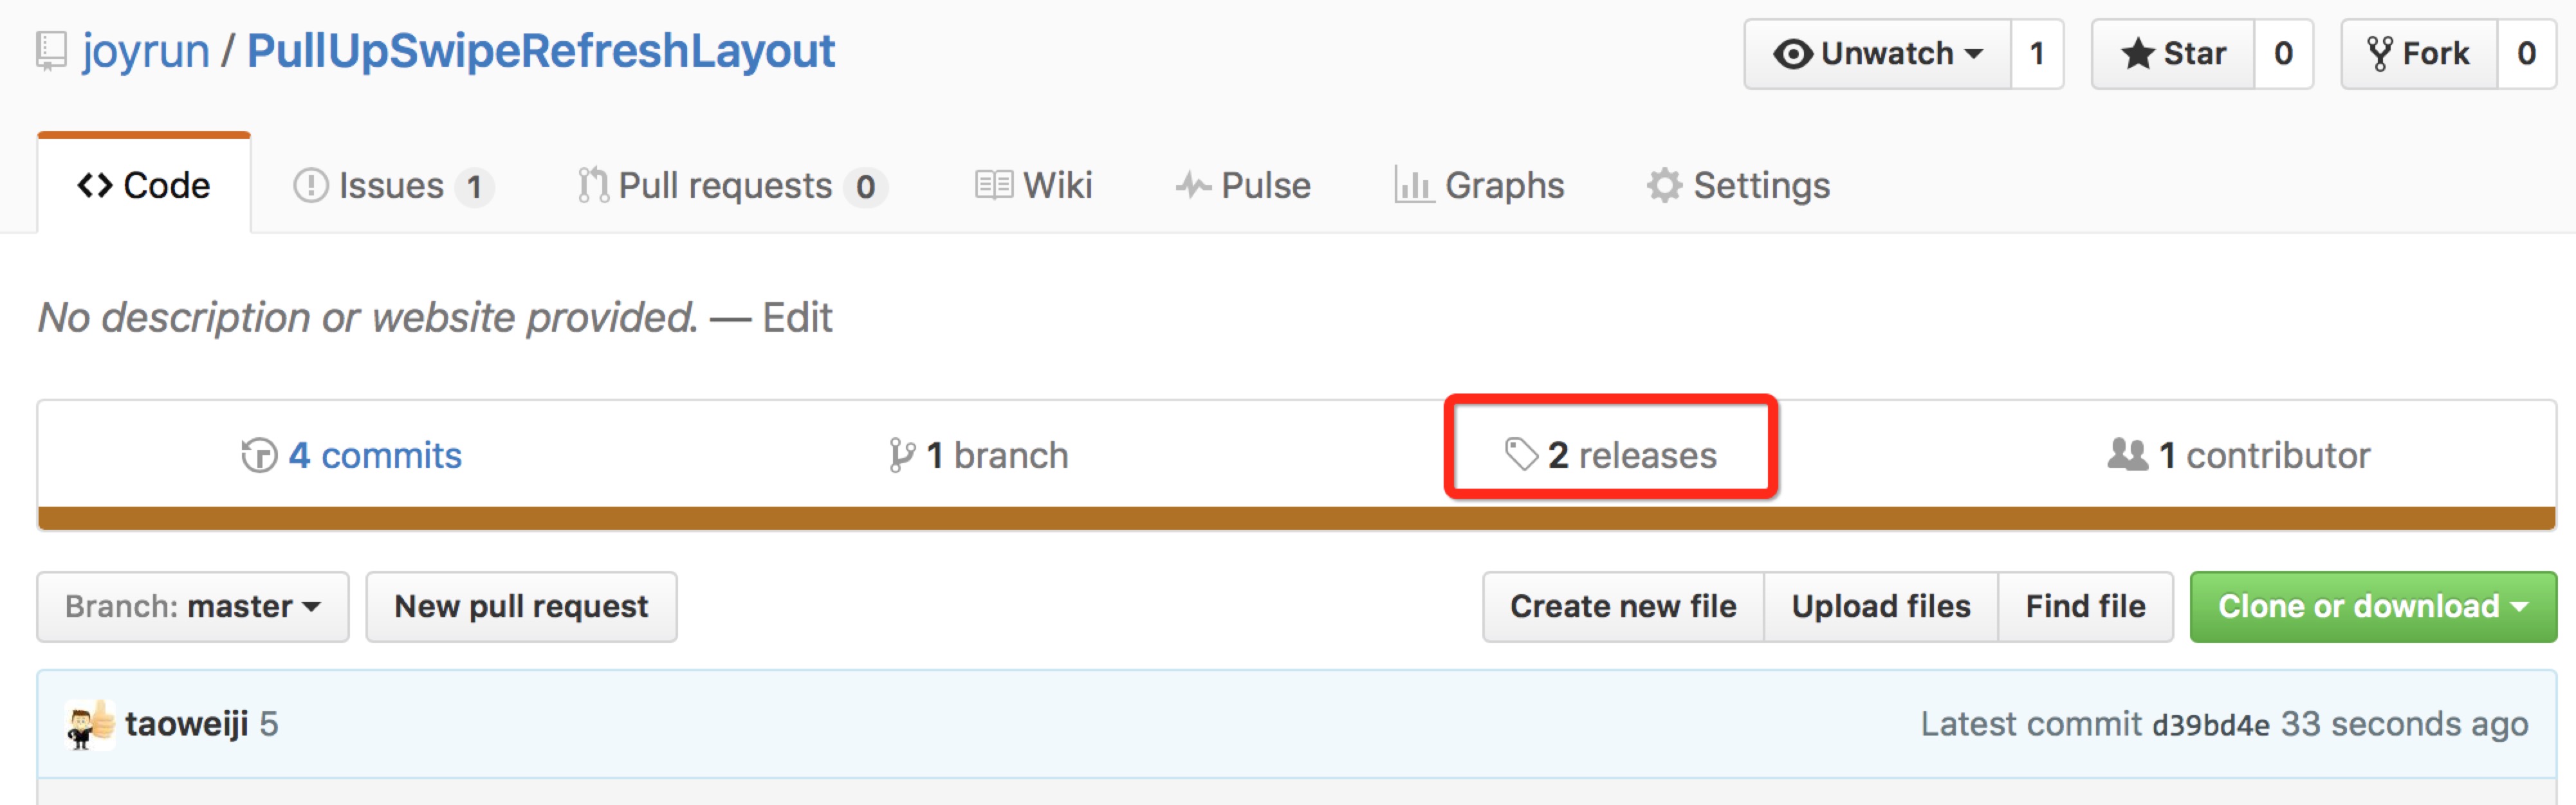 joyrun / PullUpSwipeRefreshLayout Unwatch 1 Star 0 Fork 0
Code Issues 1 Pull requests 0 Wiki Pulse Graphs Settings
No description or website provided. — Edit
4 commits 1 branch 2 releases 1 contributor
Branch: master New pull request Create new file Upload files Find file Clone or download
taoweiji 5 Latest commit d39bd4e 33 seconds ago